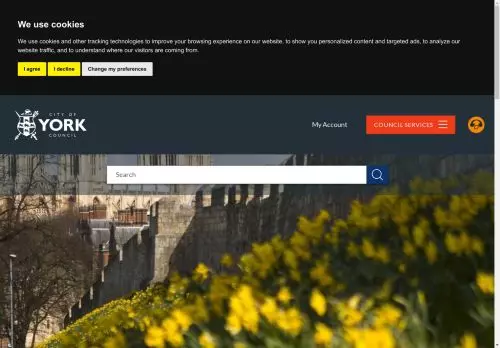 We use cookies
We use cookies and other tracking technologies to improve your browsing experience on our website, to show you personalized content and targeted ads, to analyze our
website traffic, and to understand where our visitors are coming from.
I agree I decline Change my preferences
CITY OF
YORK
COUNCIL
My Account COUNCIL SERVICES
Search